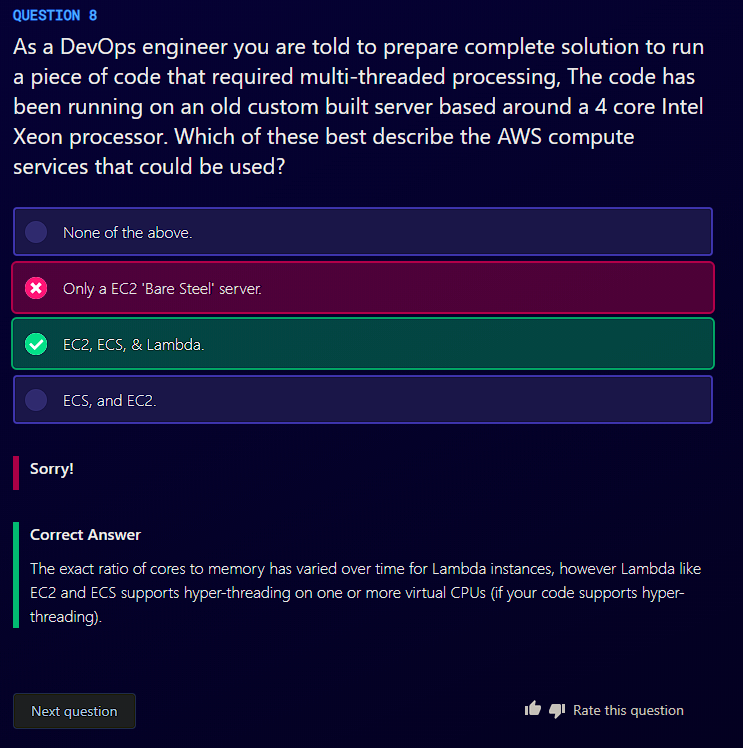 QUESTION 8
As a DevOps engineer you are told to prepare complete solution to run
a piece of code that required multi-threaded processing, The code has
been running on an old custom built server based around a 4 core Intel
Xeon processor. Which of these best describe the AWS compute
services that could be used?
None of the above.
Only a EC2 'Bare Steel' server.
EC2, ECS, & Lambda.
ECS, and EC2.
Sorry!
Correct Answer
The exact ratio of cores to memory has varied over time for Lambda instances, however Lambda like
EC2 and ECS supports hyper-threading on one or more virtual CPUs (if your code supports hyper-
threading).
Next question
Rate this question